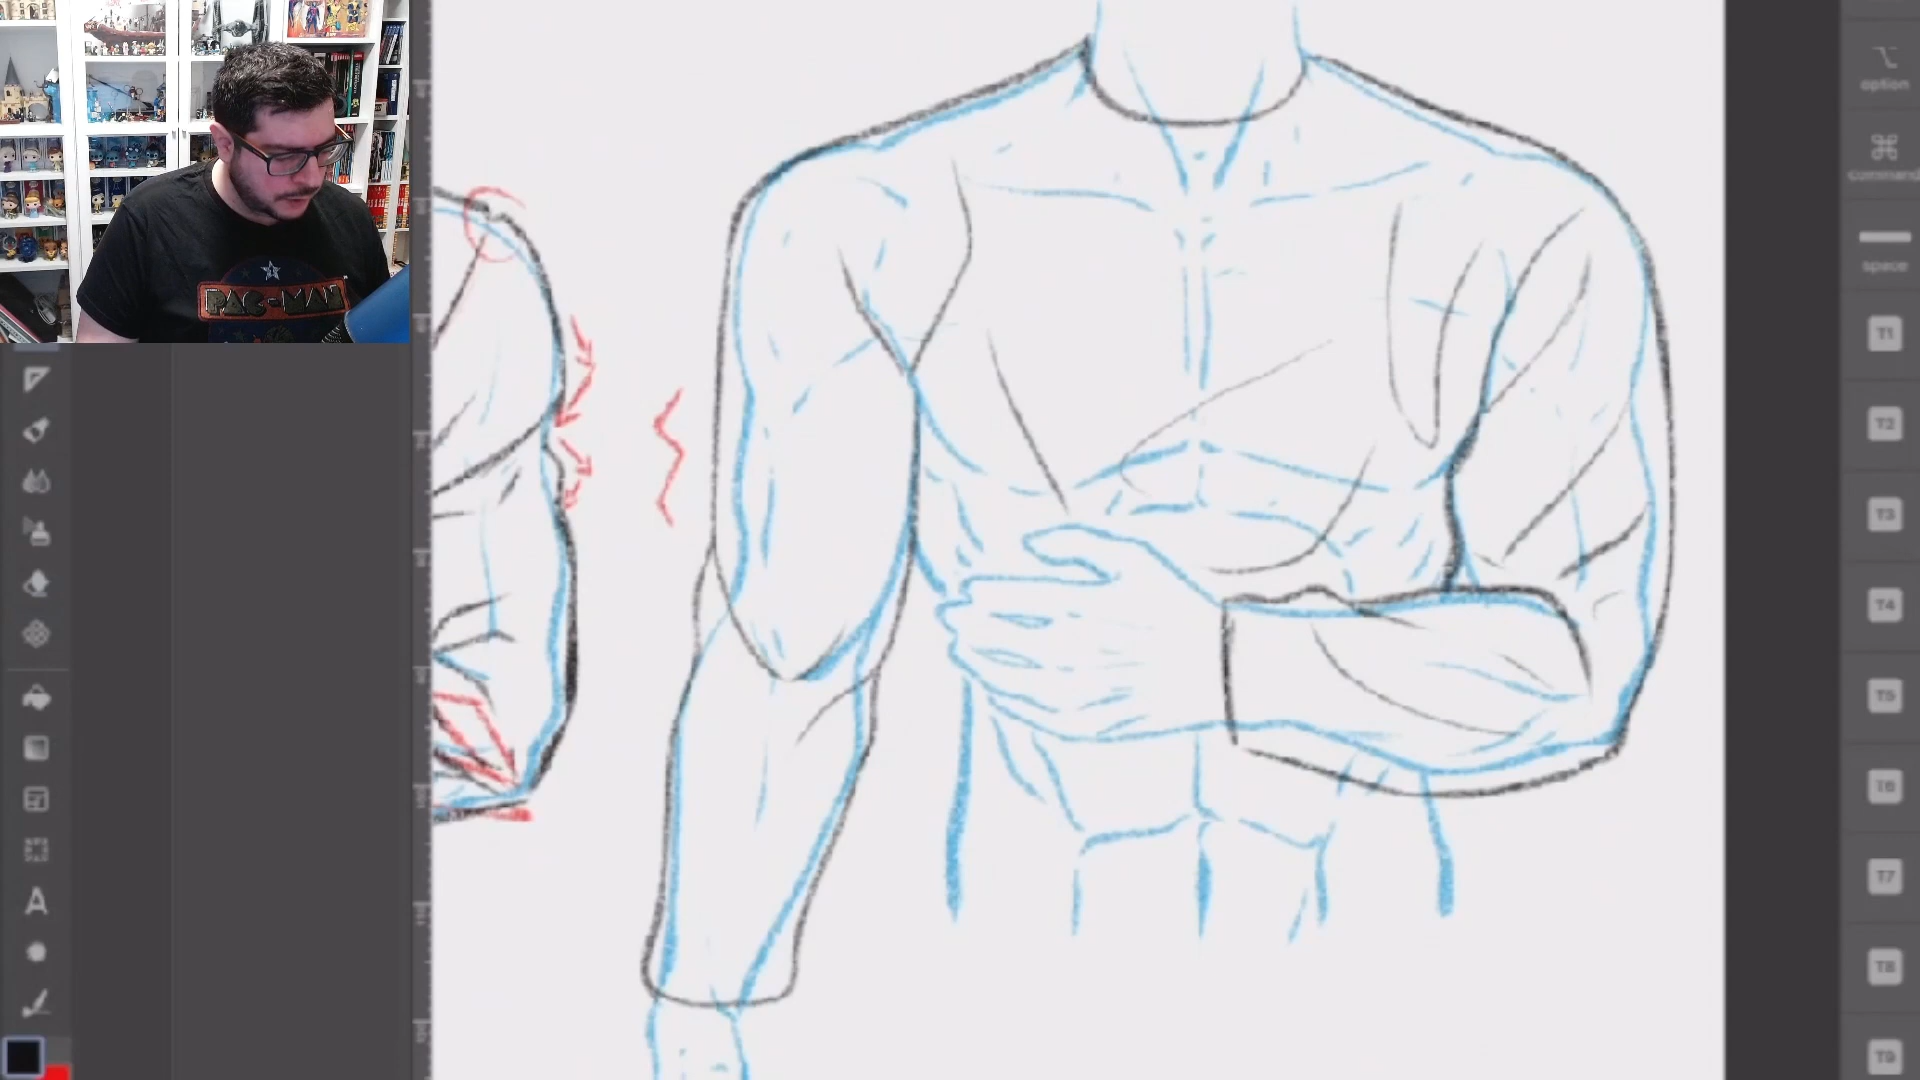 PAC-MAN
option
command
space
T1
T2
T3
T4
T5
T6
T7
T8
T9
A